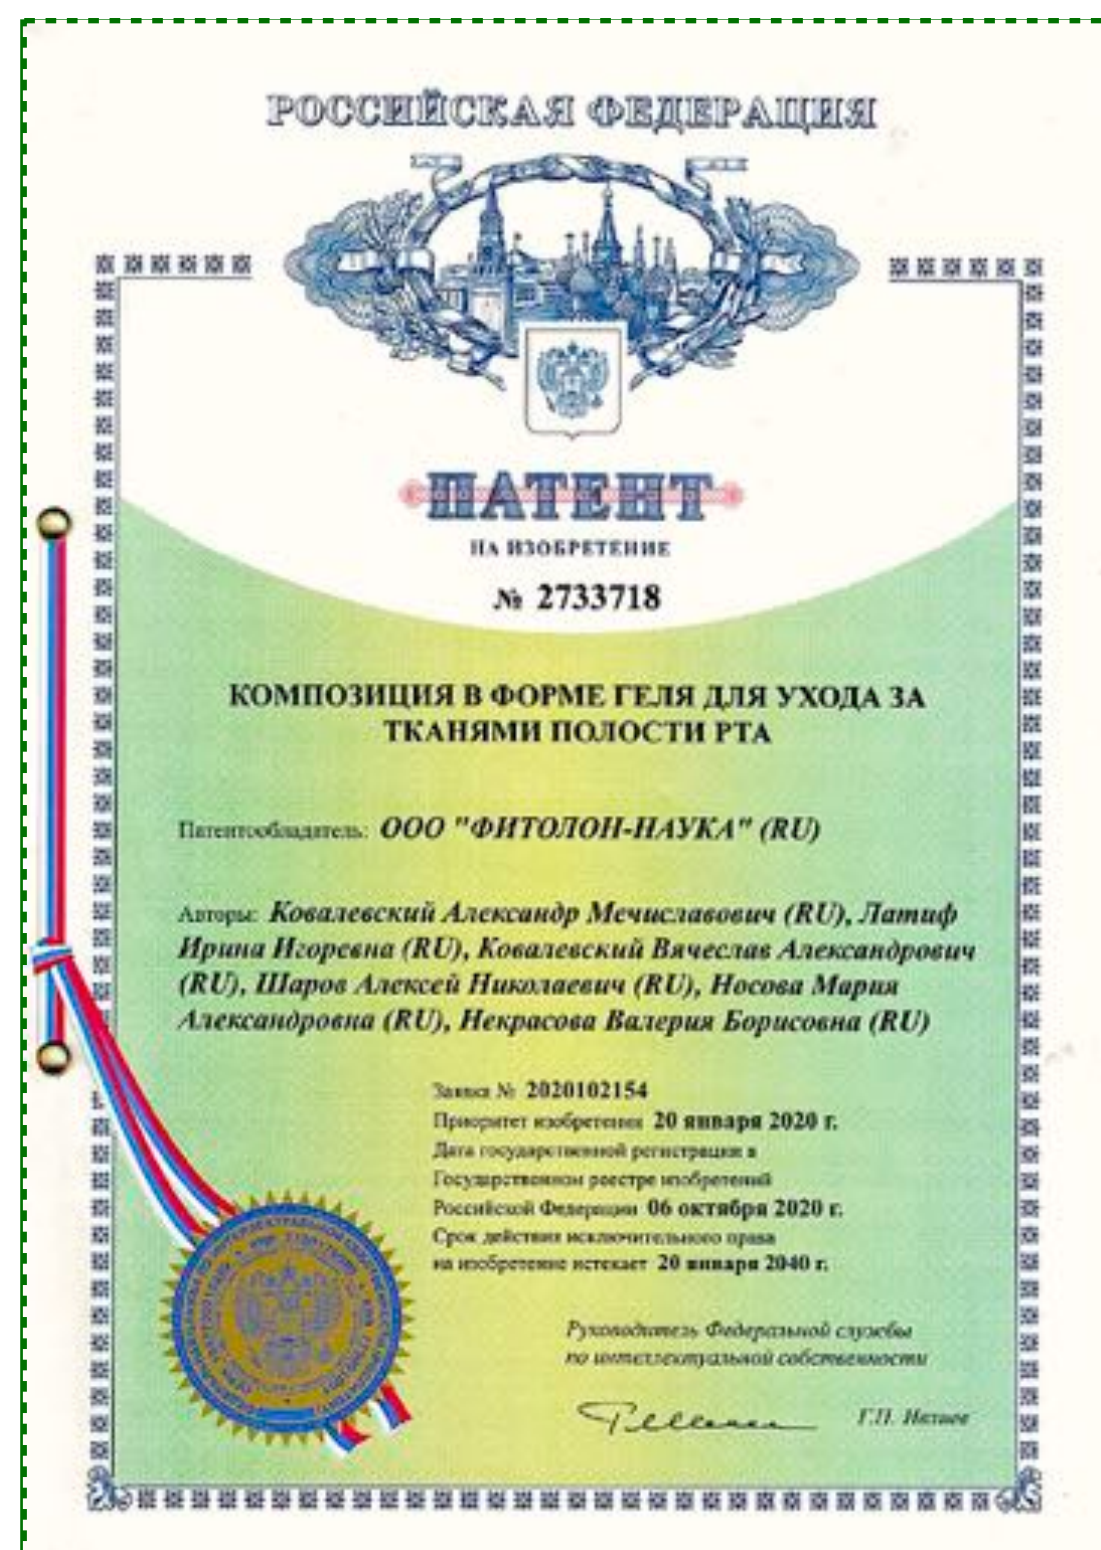 РОССИЙСКАЯ ФЕДЕРАЦИЯ
ПАТЕНТ
НА ИЗОБРЕТЕНИЕ
№ 2733718
КОМПОЗИЦИЯ В ФОРМЕ ГЕЛЯ ДЛЯ УХОДА ЗА
ТКАНЯМИ ПОЛОСТИ РТА
Патентообладатель: ООО "ФИТОЛОН-НАУКА" (RU)
Авторы: Ковалевский Александр Мечиславович (RU), Латиф
Ирина Игоревна (RU), Ковалевский Вячеслав Александрович
(RU), Шаров Алексей Николаевич (RU), Носова Мария
Александровна (RU), Некрасова Валерия Борисовна (RU)
Заявка № 2020102154
Приоритет изобретения 20 января 2020 г.
Дата государственной регистрации в
Государственном реестре изобретений
Российской Федерации 06 октября 2020 г.
Срок действия исключительного права
на изобретение истекает 20 января 2040 г.
Руководитель Федеральной службы
по интеллектуальной собственности
Г.П. Ивлиев